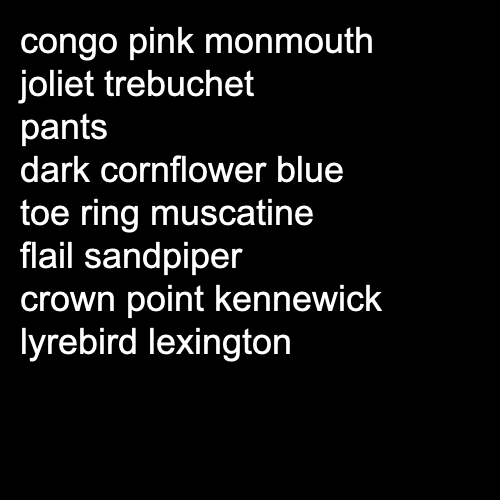 congo pink monmouth
joliet trebuchet
pants
dark cornflower blue
toe ring muscatine
flail sandpiper
crown point kennewick
lyrebird lexington